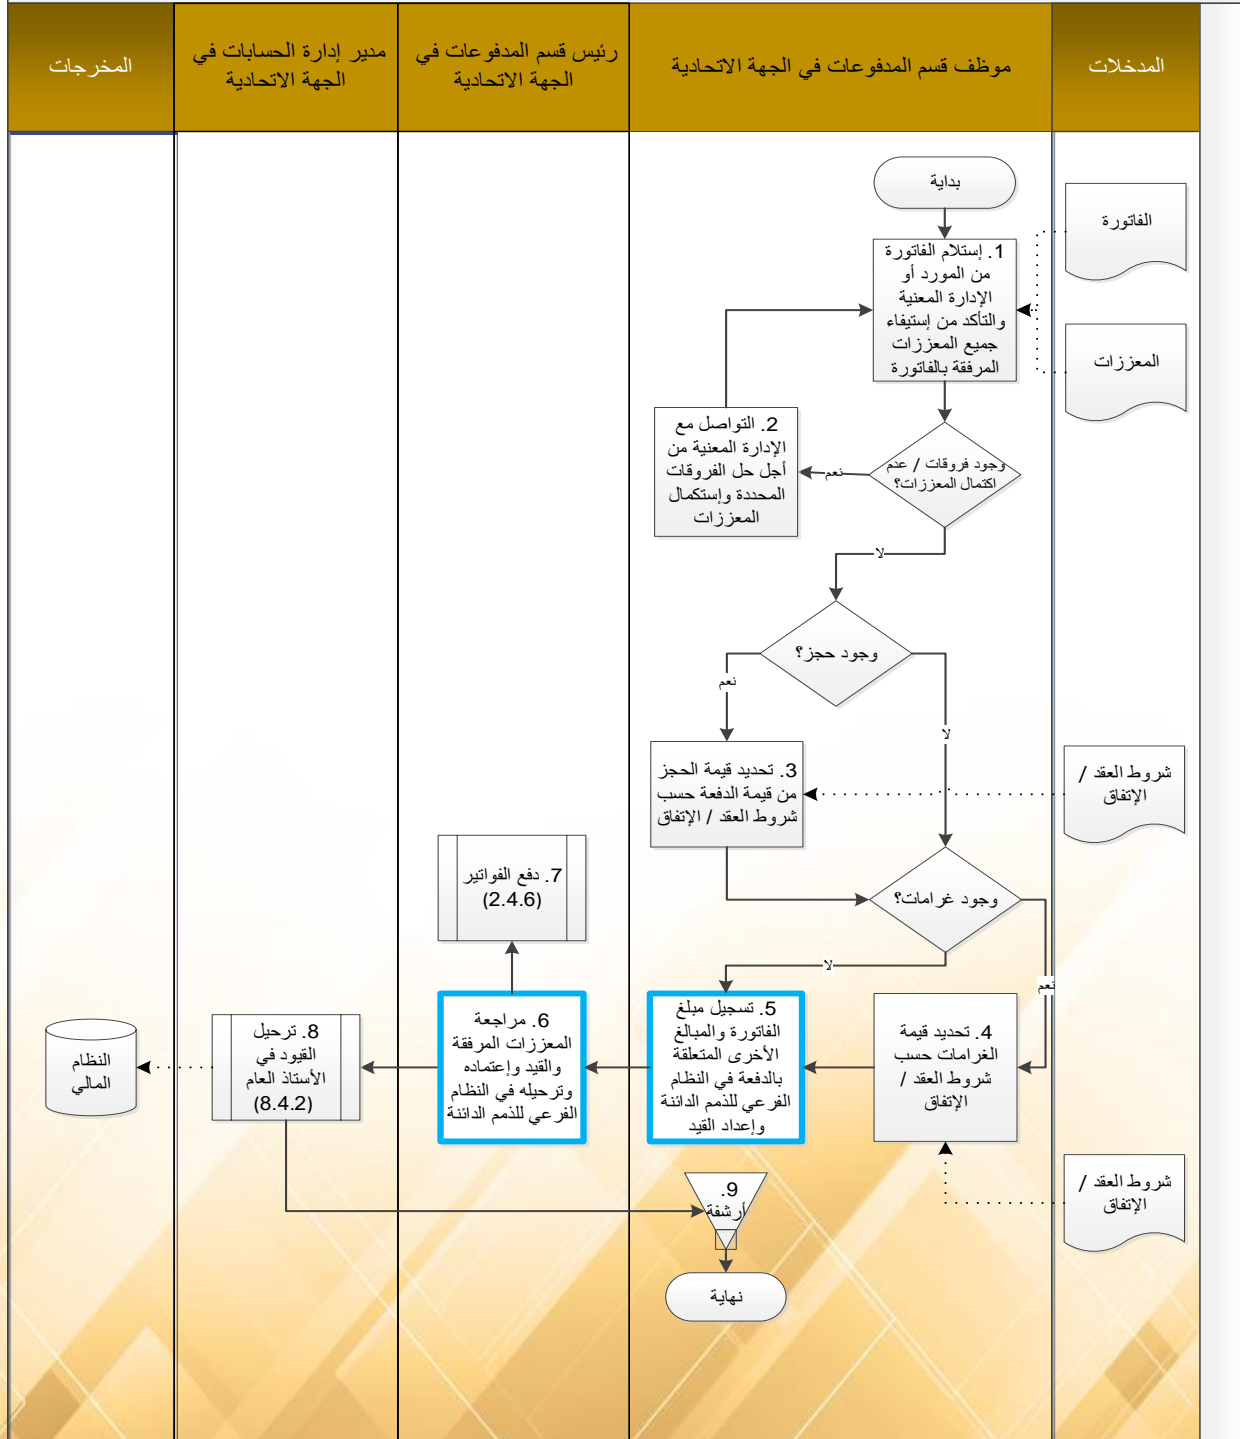 المدخلات
موظف قسم المدفوعات في الجهة الاتحادية
رئيس قسم المدفوعات في
الجهة الاتحادية
مدير إدارة الحسابات في
الجهة الاتحادية
المخرجات
بداية
الفاتورة
1. إستلام الفاتورة
من المورد أو
الإدارة المعنية
والتأكد من إستيفاء
جميع المعززات
المرفقة بالفاتورة
المعززات
وجود فروقات / عدم
اكتمال المعززات؟
نعم
2. التواصل مع
الإدارة المعنية من
أجل حل الفروقات
المحددة وإستكمال
المعززات
لا
وجود حجز؟
نعم
لا
3. تحديد قيمة الحجز
من قيمة الدفعة حسب
شروط العقد / الإتفاق
شروط العقد /
الإتفاق
وجود غرامات؟
لا
نعم
4. تحديد قيمة
الغرامات حسب
شروط العقد /
الإتفاق
شروط العقد /
الإتفاق
5. تسجيل مبلغ
الفاتورة والمبالغ
الأخرى المتعلقة
بالدفعة في النظام
الفرعي للذمم الدائنة
وإعداد القيد
6. مراجعة
المعززات المرفقة
والقيد وإعتماده
وترحيله في النظام
الفرعي للذمم الدائنة
7. دفع الفواتير
(2.4.6)
8. ترحيل
القيود في
الأستاذ العام
(8.4.2)
النظام
المالي
9.
أرشفة
نهاية